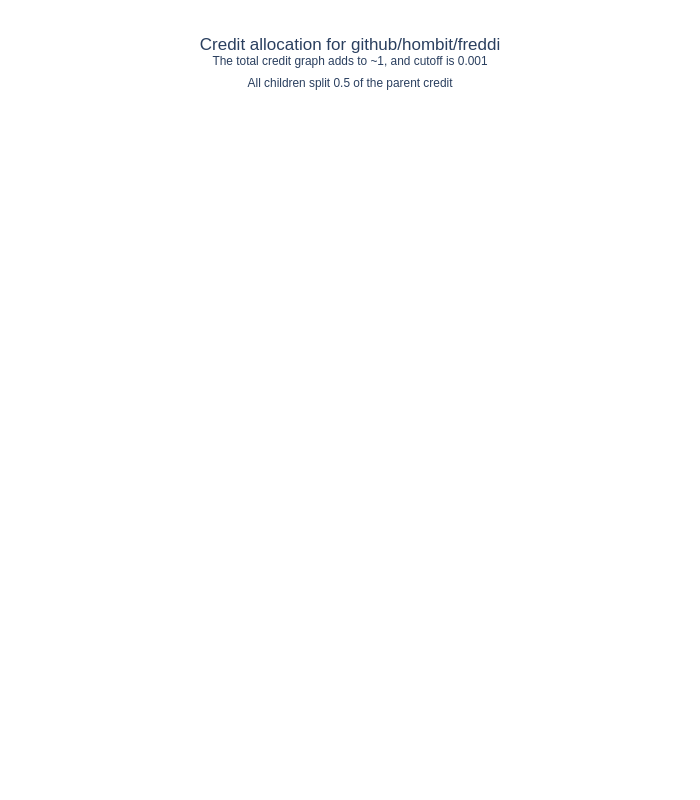 Credit allocation for github/hombit/freddi
The total credit graph adds to ~1, and cutoff is 0.001
All children split 0.5 of the parent credit